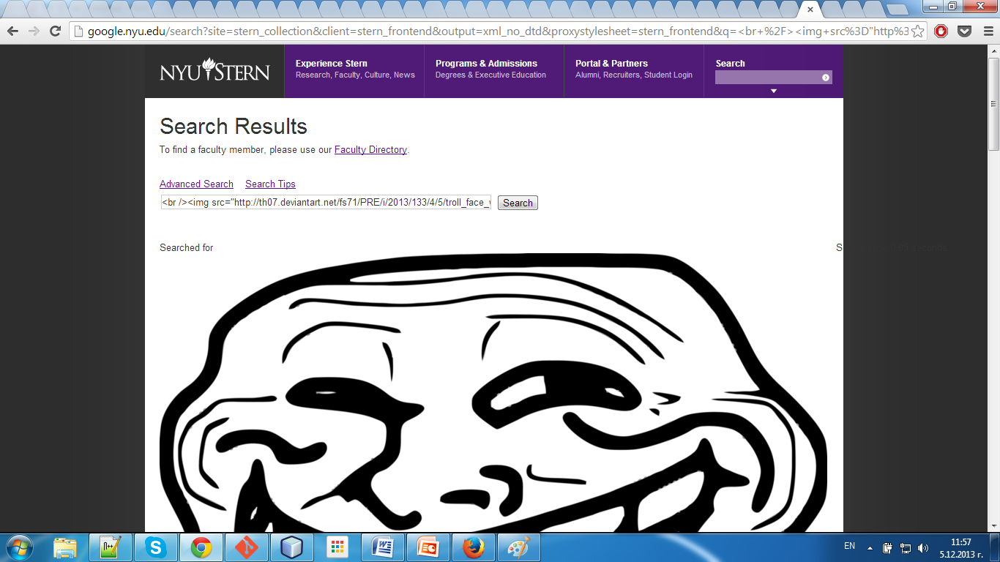 google.nyu.edu/search?site=stern_collection&client=stern_frontend&output=xml_no_dtd&proxystylesheet=stern_frontend&q=<br+%2F><img+src%3D"http%3
NYU STERN
Experience Stern
Research, Faculty, Culture, News
Programs & Admissions
Degrees & Executive Education
Portal & Partners
Alumni, Recruiters, Student Login
Search
Search Results
To find a faculty member, please use our Faculty Directory.
Advanced Search Search Tips
<br /><img src="http://th07.deviantart.net/fs71/PRE/i/2013/133/4/5/troll_face_
Search
Searched for
S
EN
11:57
5.12.2013 г.